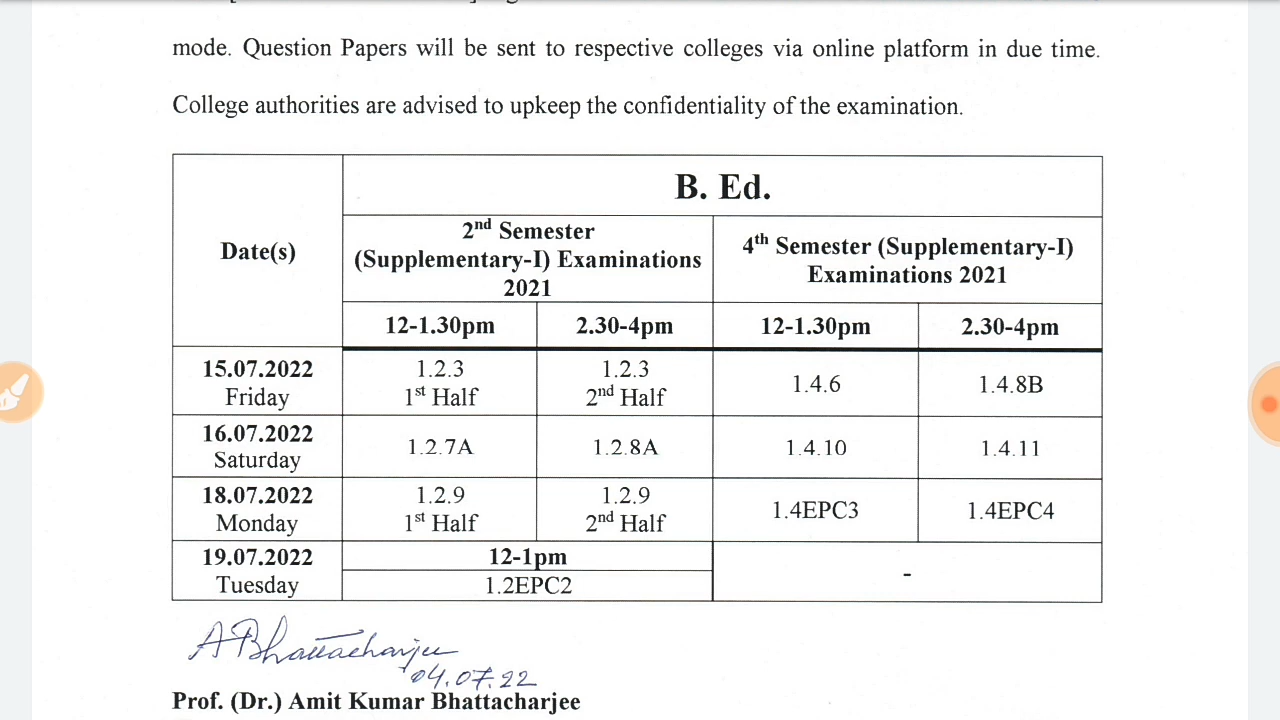 mode. Question Papers will be sent to respective colleges via online platform in due time.
College authorities are advised to upkeep the confidentiality of the examination.
Date(s)
B. Ed.
2nd Semester
(Supplementary-I) Examinations
2021
4th Semester (Supplementary-I)
Examinations 2021
12-1.30pm
2.30-4pm
12-1.30pm
2.30-4pm
15.07.2022
Friday
1.2.3
1st Half
1.2.3
2nd Half
1.4.6
1.4.8B
16.07.2022
Saturday
1.2.7A
1.2.8A
1.4.10
1.4.11
18.07.2022
Monday
1.2.9
1st Half
1.2.9
2nd Half
1.4EPC3
1.4EPC4
19.07.2022
Tuesday
12-1pm
1.2EPC2
-
ABhattacharjee
04.07.22
Prof. (Dr.) Amit Kumar Bhattacharjee